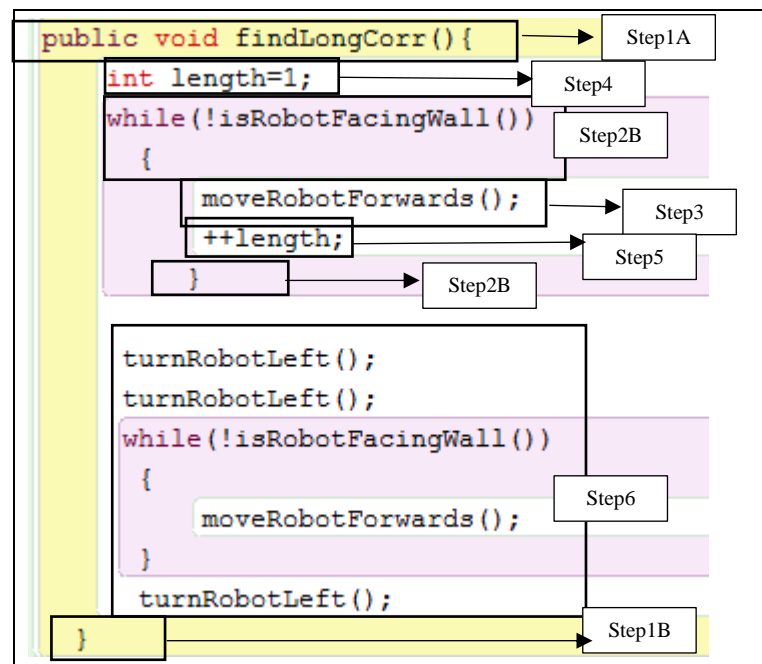 public void findLongCorr(){ Step1A
int length=1; Step4
while(!isRobotFacingWall()) Step2B
{
moveRobotForwards(); Step3
++length; Step5
} Step2B
turnRobotLeft();
turnRobotLeft();
while(!isRobotFacingWall())
{ Step6
moveRobotForwards();
}
turnRobotLeft();
} Step1B